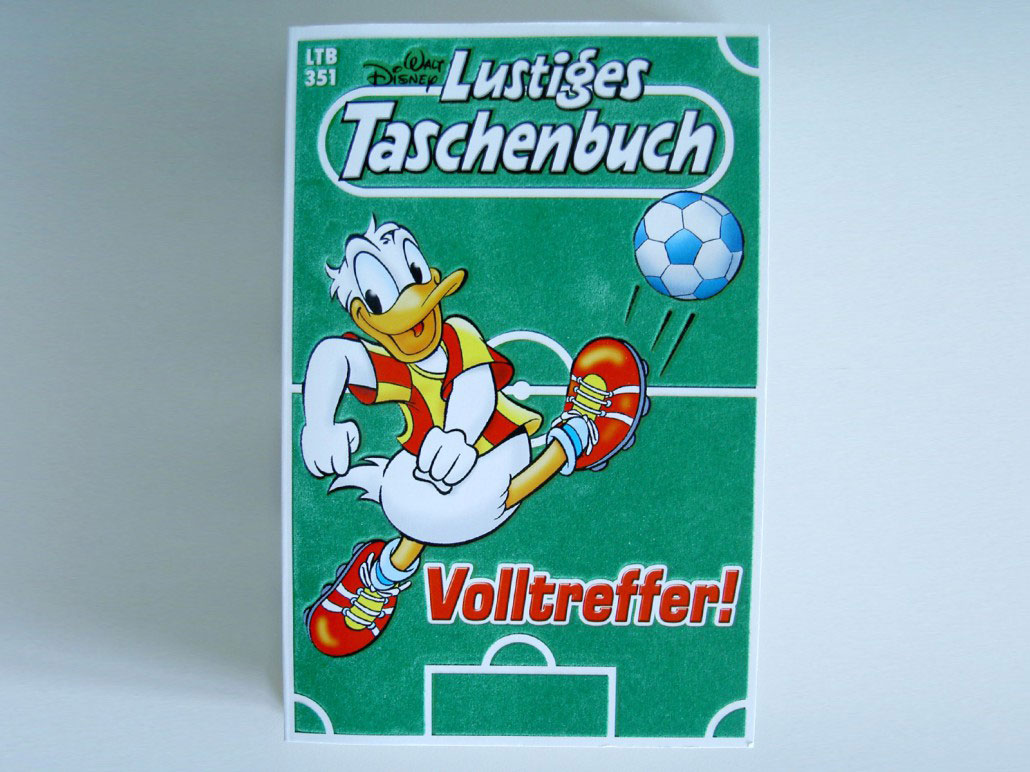 LTB
351
Walt
Disney
Lustiges
Taschenbuch
Volltreffer!